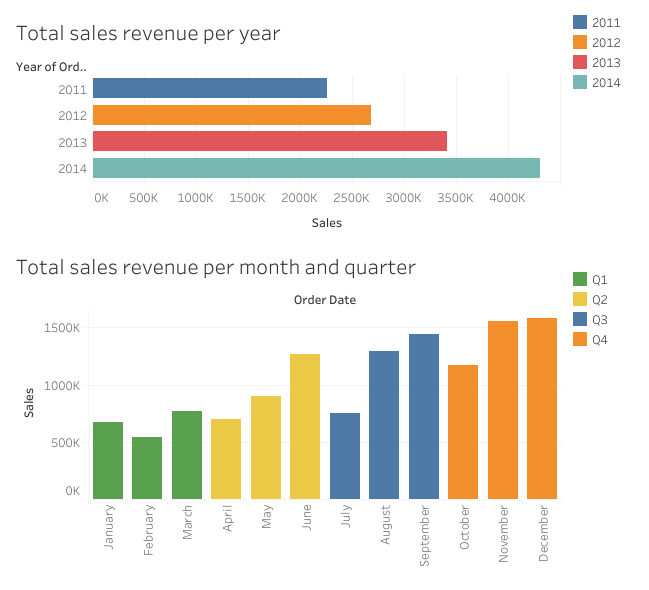 Total sales revenue per year
Year of Ord..
2011
2012
2013
2014
0K 500K 1000K 1500K 2000K 2500K 3000K 3500K 4000K
Sales
2011
2012
2013
2014
Total sales revenue per month and quarter
Order Date
1500K
1000K
500K
0K
Sales
January February March April May June July August September October November December
Q1
Q2
Q3
Q4